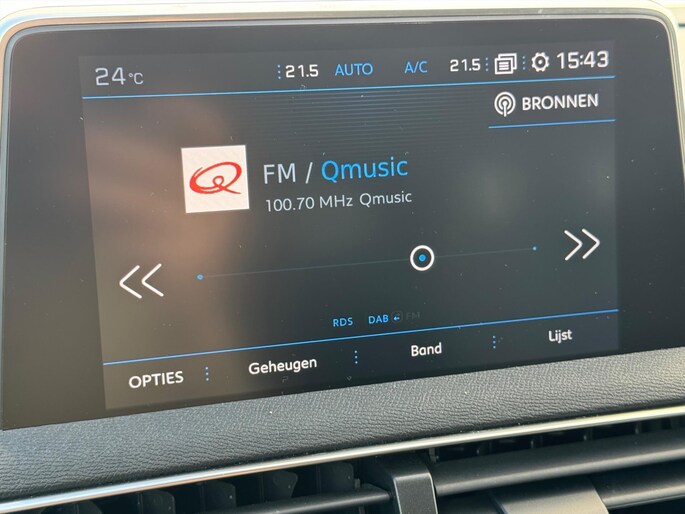 24°C 21.5 AUTO A/C 21.5 15:43
BRONNEN
Q
FM / Qmusic
100.70 MHz Qmusic
RDS DAB FM
OPTIES Geheugen Band Lijst